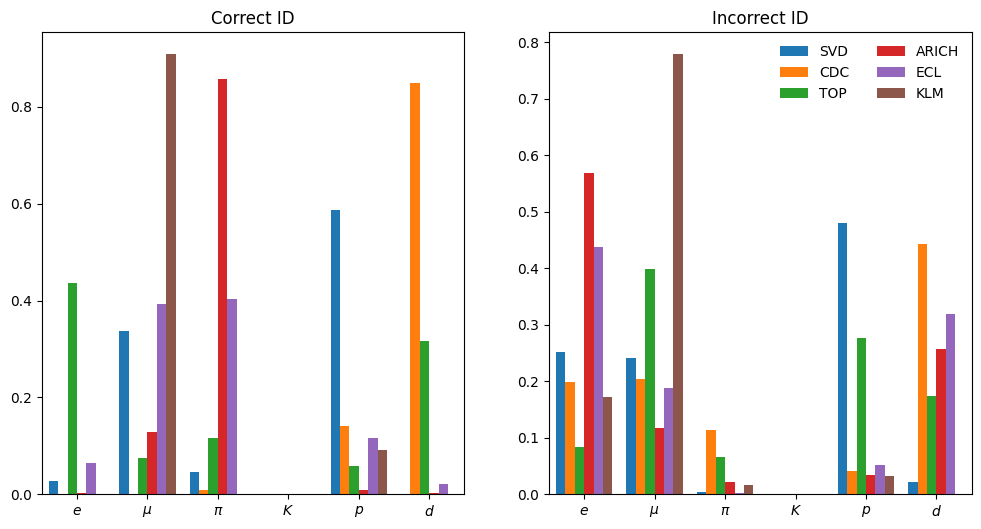 Correct ID
0.8
0.6
0.4
0.2
0.0
e μ π K p d
Incorrect ID
0.8
0.7
0.6
0.5
0.4
0.3
0.2
0.1
0.0
e μ π K p d
SVD
CDC
TOP
ARICH
ECL
KLM